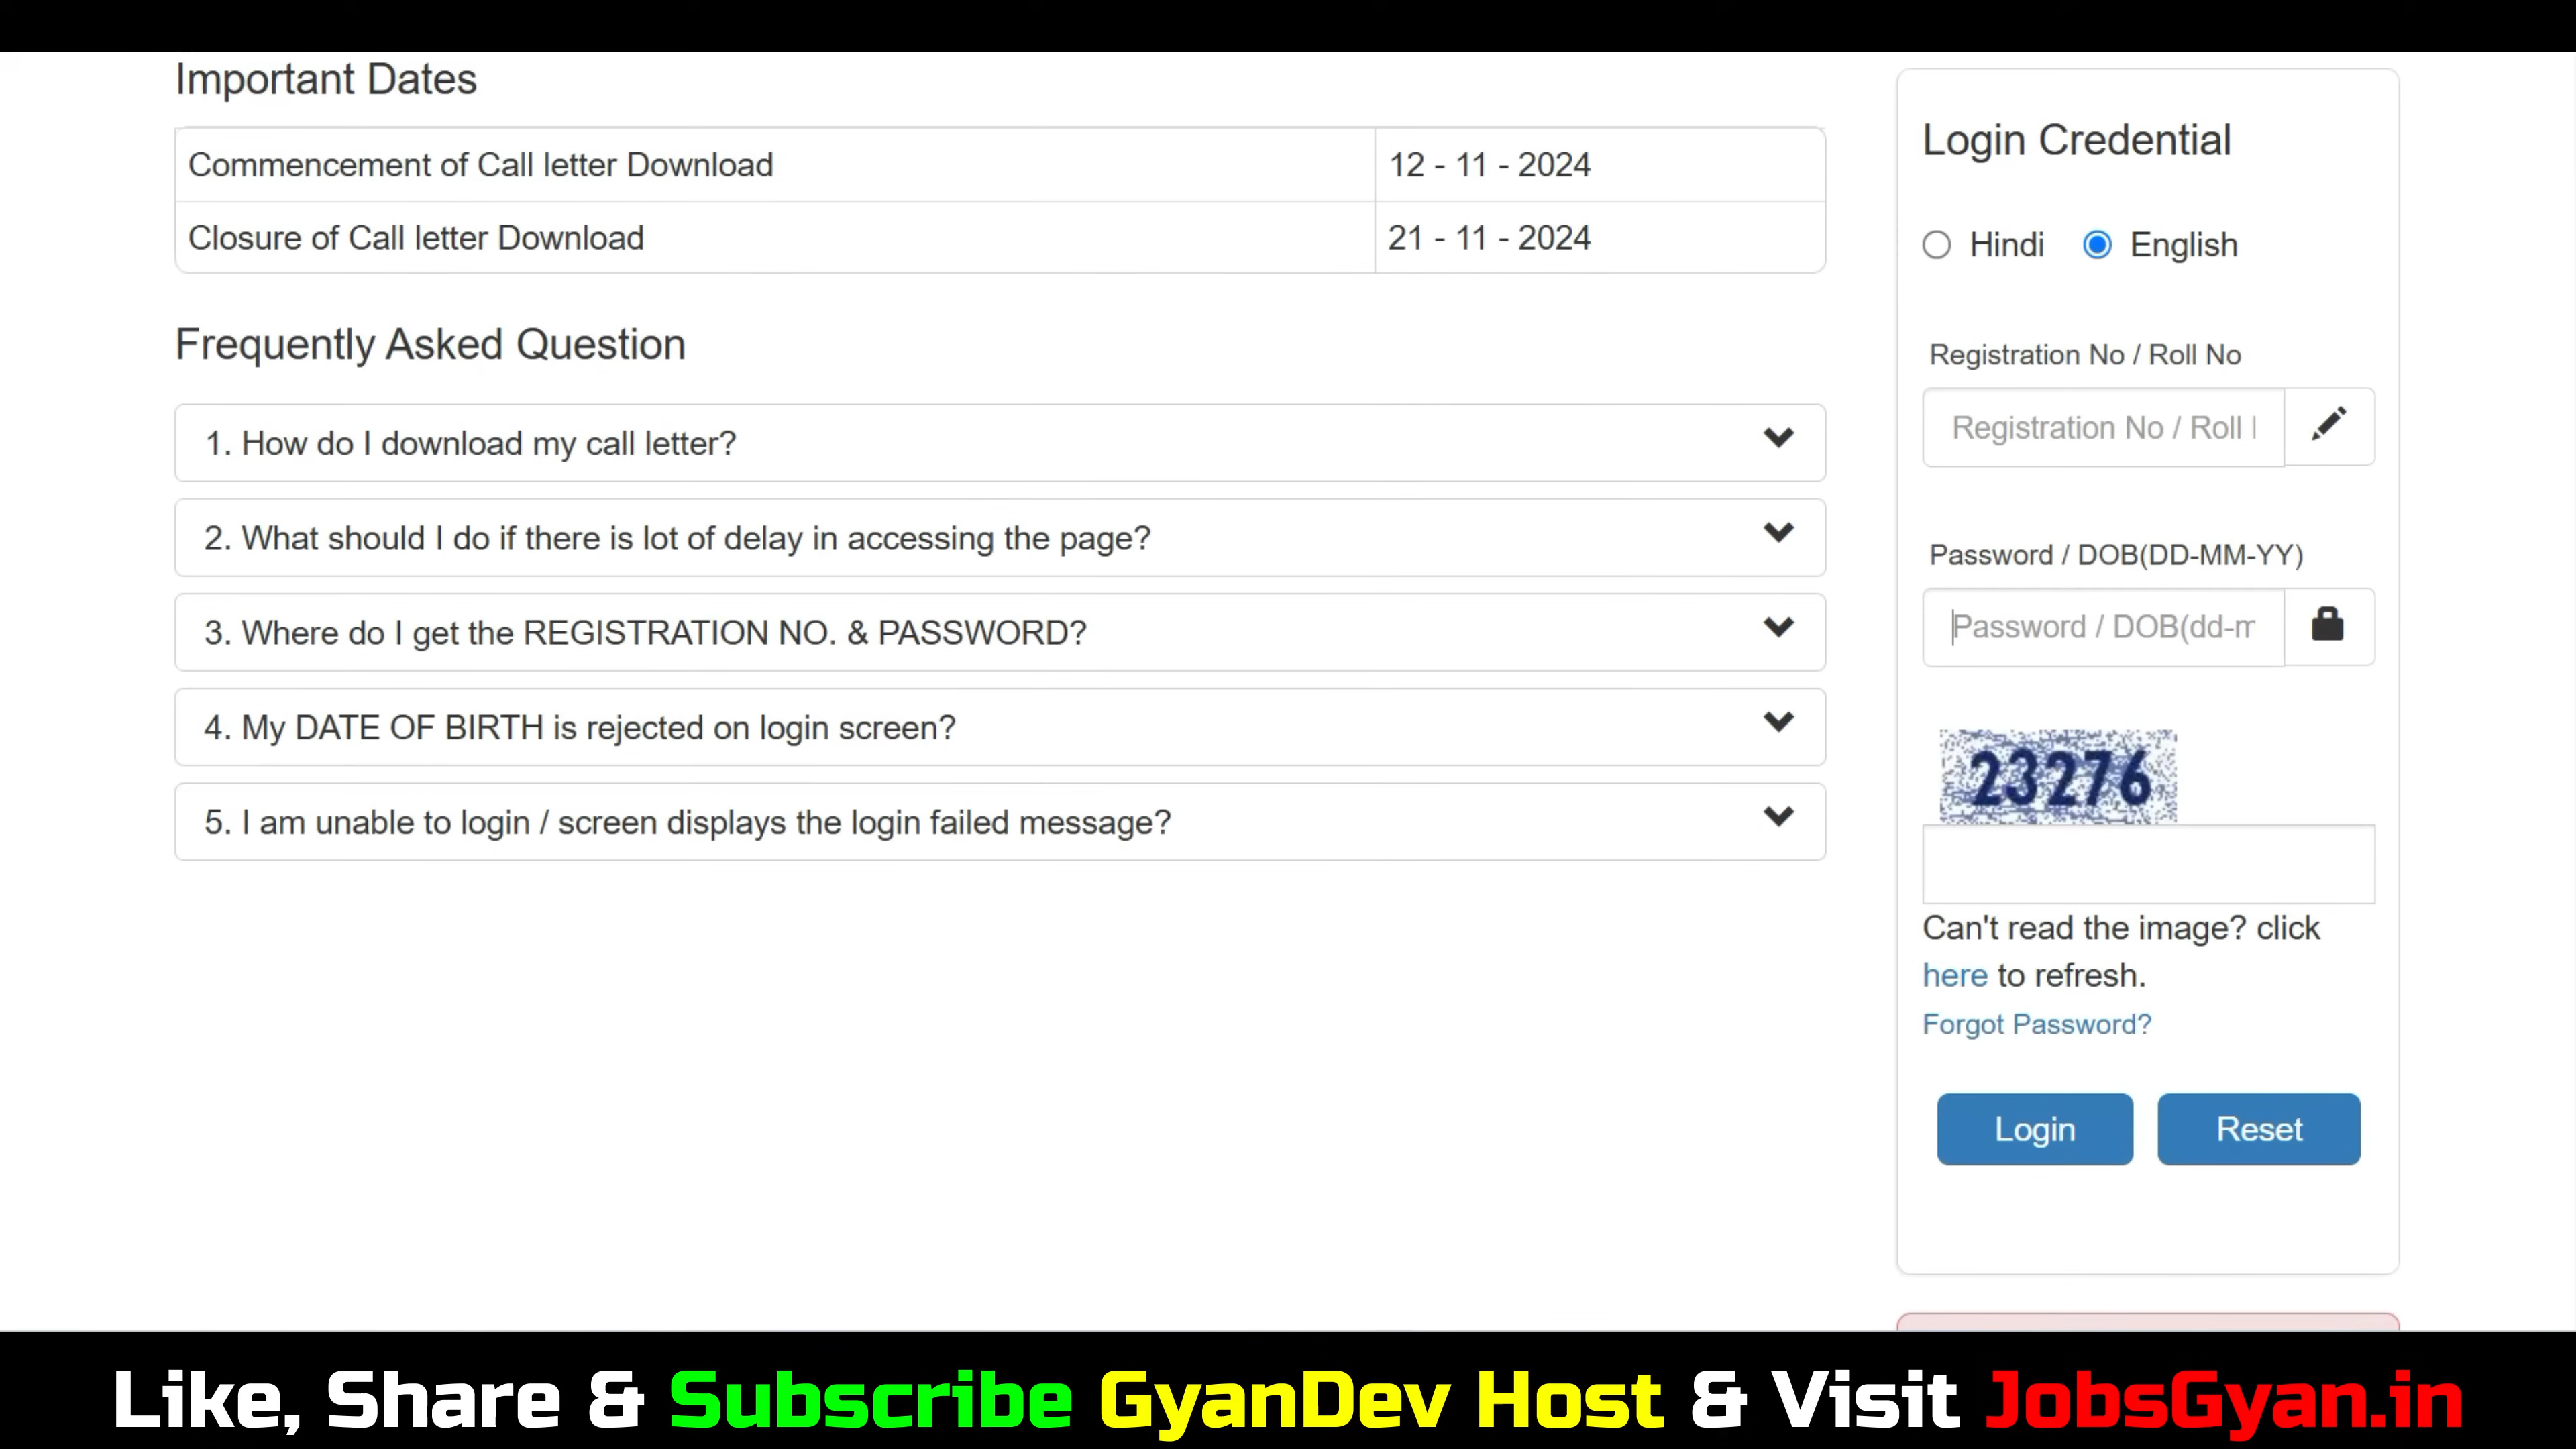 Important Dates
Commencement of Call letter Download 12 - 11 - 2024
Closure of Call letter Download 21 - 11 - 2024
Frequently Asked Question
1. How do I download my call letter?
2. What should I do if there is lot of delay in accessing the page?
3. Where do I get the REGISTRATION NO. & PASSWORD?
4. My DATE OF BIRTH is rejected on login screen?
5. I am unable to login / screen displays the login failed message?
Login Credential
Hindi English
Registration No / Roll No
Registration No / Roll
Password / DOB(DD-MM-YY)
Password / DOB(dd-m
23276
Can't read the image? click
here to refresh.
Forgot Password?
Login Reset
Like, Share & Subscribe GyanDev Host & Visit JobsGyan.in